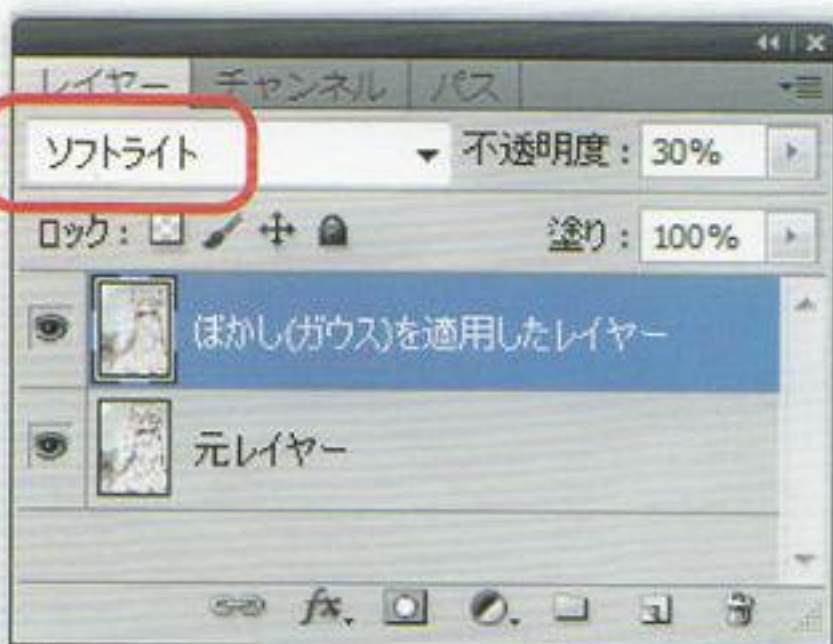 レイヤー チャンネル パス
ソフトライト 不透明度： 30%
ロック： 塗り： 100%
ぼかし(ガウス)を適用したレイヤー
元レイヤー
fx.